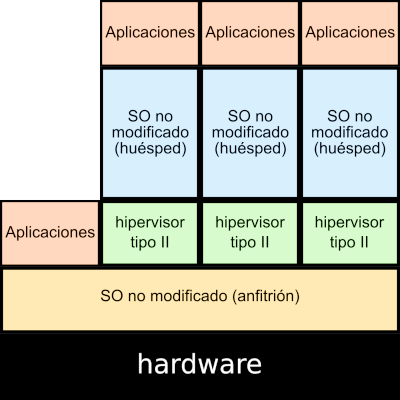 Aplicaciones
Aplicaciones
Aplicaciones
SO no
modificado
(huésped)
SO no
modificado
(huésped)
SO no
modificado
(huésped)
Aplicaciones
hipervisor
tipo II
hipervisor
tipo II
hipervisor
tipo II
SO no modificado (anfitrión)
hardware